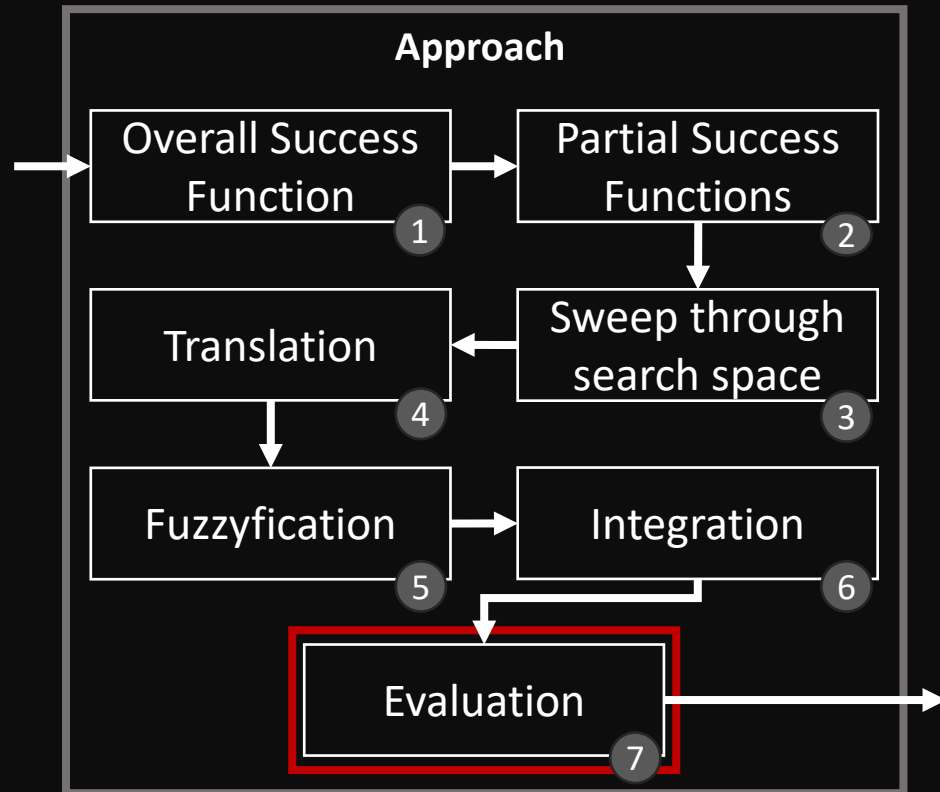 Approach
Overall Success
Function
1
Partial Success
Functions
2
Sweep through
search space
3
Translation
4
Fuzzyfication
5
Integration
6
Evaluation
7